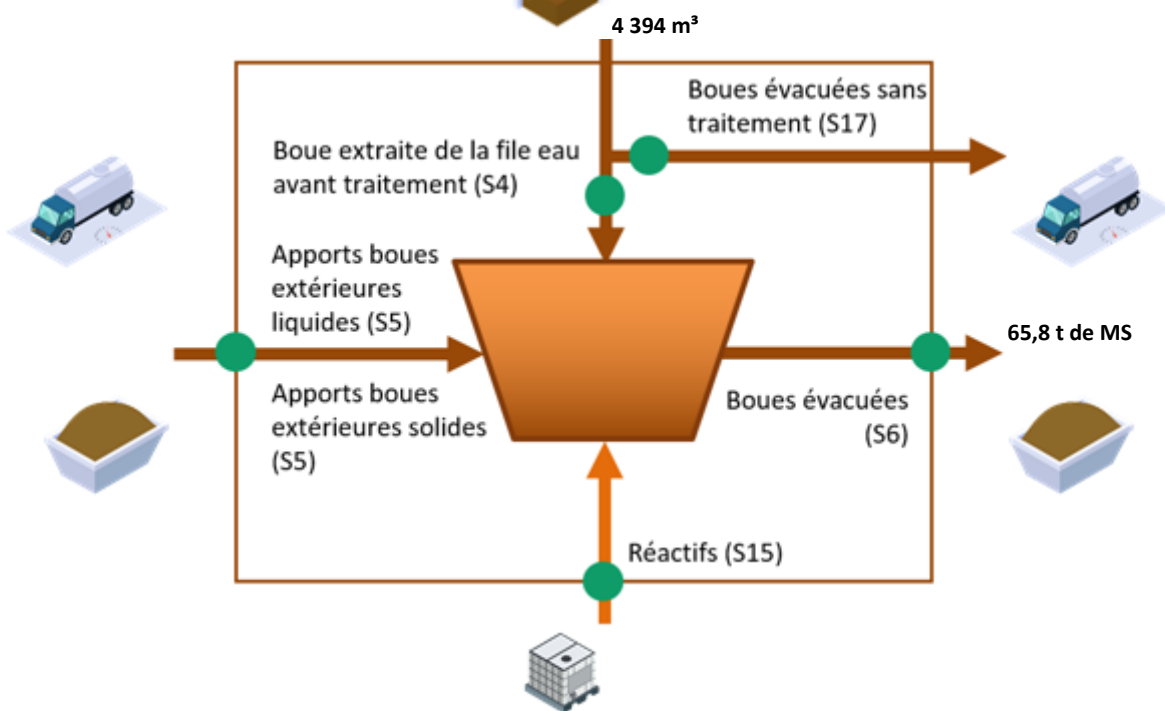 4 394 m³
Boues évacuées sans
traitement (S17)
Boue extraite de la file eau
avant traitement (S4)
Apports boues
extérieures
liquides (S5)
65,8 t de MS
Apports boues
extérieures solides
(S5)
Boues évacuées
(S6)
Réactifs (S15)